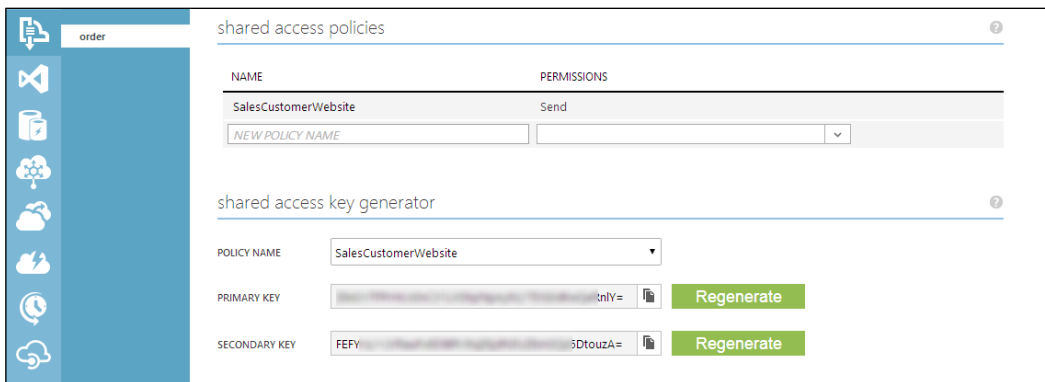 order
shared access policies
NAME PERMISSIONS
SalesCustomerWebsite Send
NEW POLICY NAME
shared access key generator
POLICY NAME SalesCustomerWebsite
PRIMARY KEY RnlY= Regenerate
SECONDARY KEY FEFY 5DtouzA= Regenerate